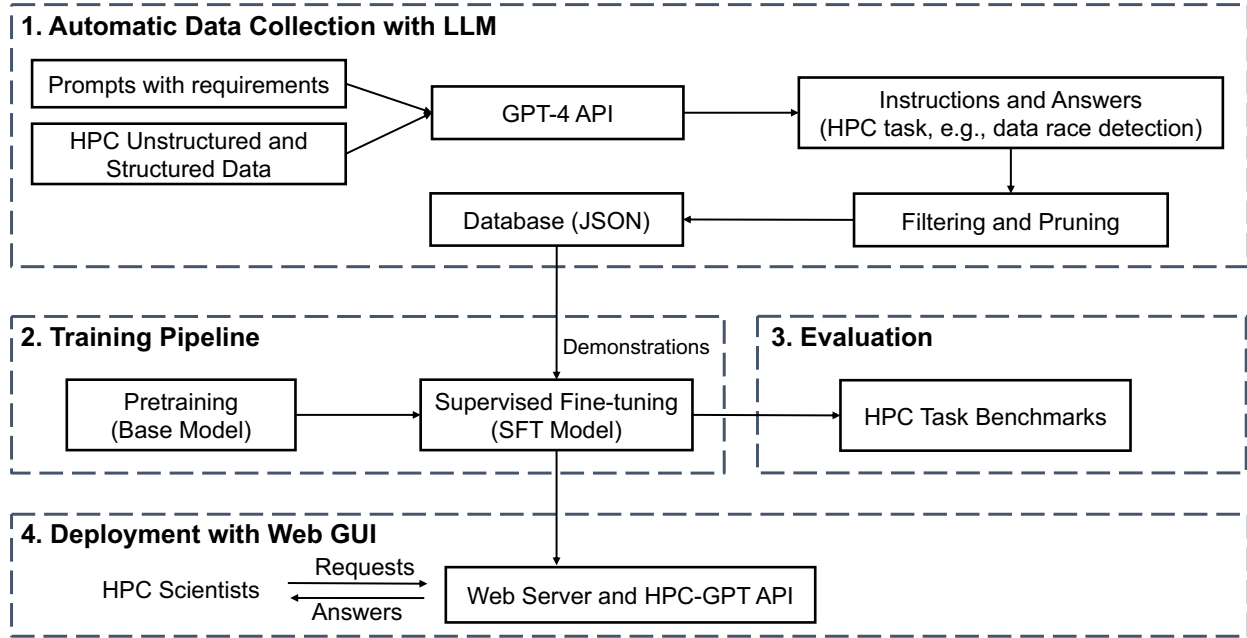 1. Automatic Data Collection with LLM
Prompts with requirements
HPC Unstructured and
Structured Data
GPT-4 API
Instructions and Answers
(HPC task, e.g., data race detection)
Database (JSON)
Filtering and Pruning
2. Training Pipeline
Demonstrations
Pretraining
(Base Model)
Supervised Fine-tuning
(SFT Model)
3. Evaluation
HPC Task Benchmarks
4. Deployment with Web GUI
HPC Scientists
Requests
Answers
Web Server and HPC-GPT API